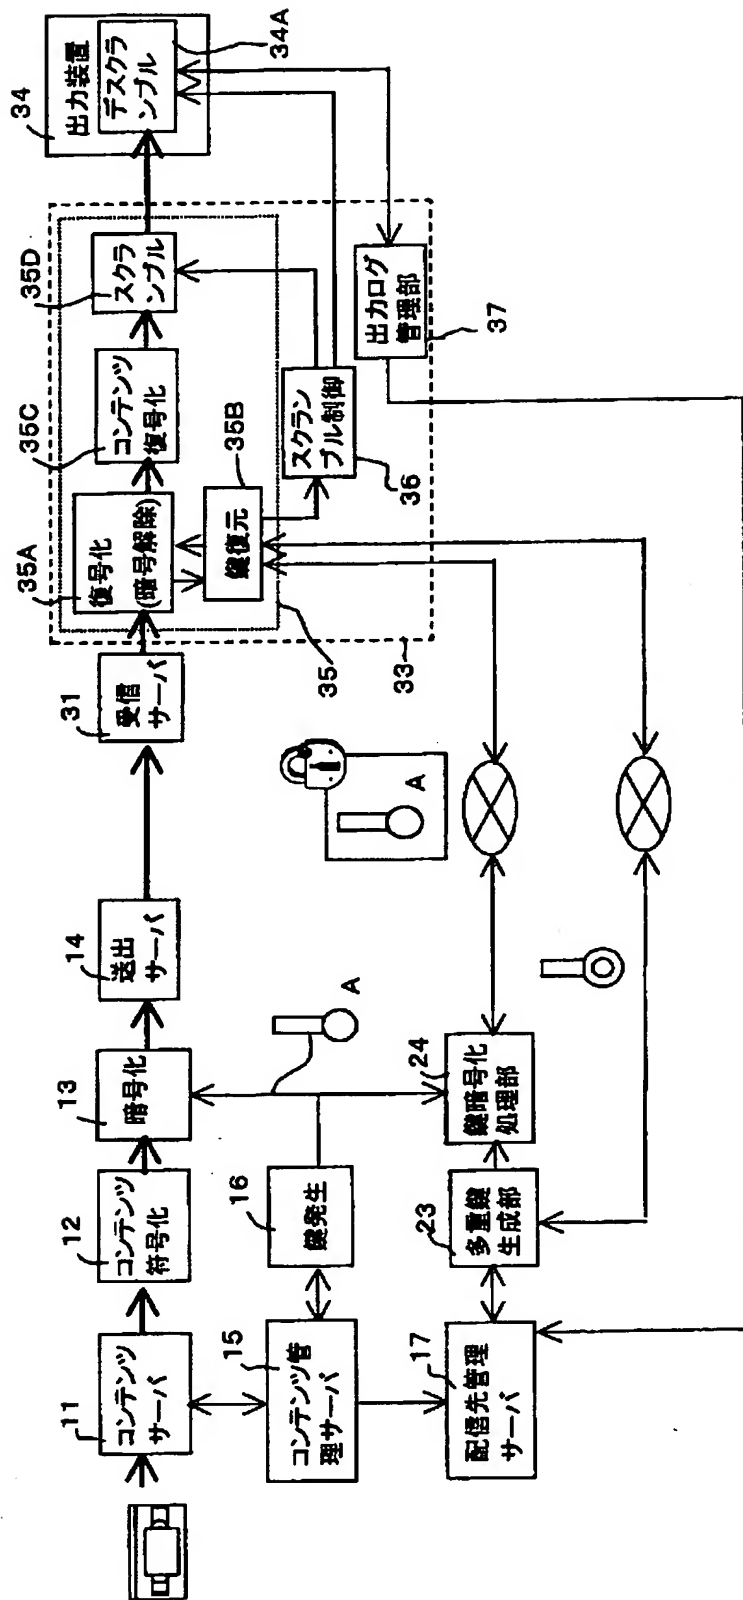 11
コンテンツ
サーバ
12
コンテンツ
符号化
13
暗号化
14
送出
サーバ
31
受信
サーバ
35A
復号化
(暗号解除)
35C
コンテンツ
復号化
35D
スクラ
ンブル
34
出力装置
デスクラ
ンブル
34A
35B
鍵復元
35
33
スクラン
ブル制御
36
出力ログ
管理部
37
15
コンテンツ管
理サーバ
16
鍵発生
A
A
17
配信先管理
サーバ
23
多重鍵
生成部
24
鍵暗号化
処理部